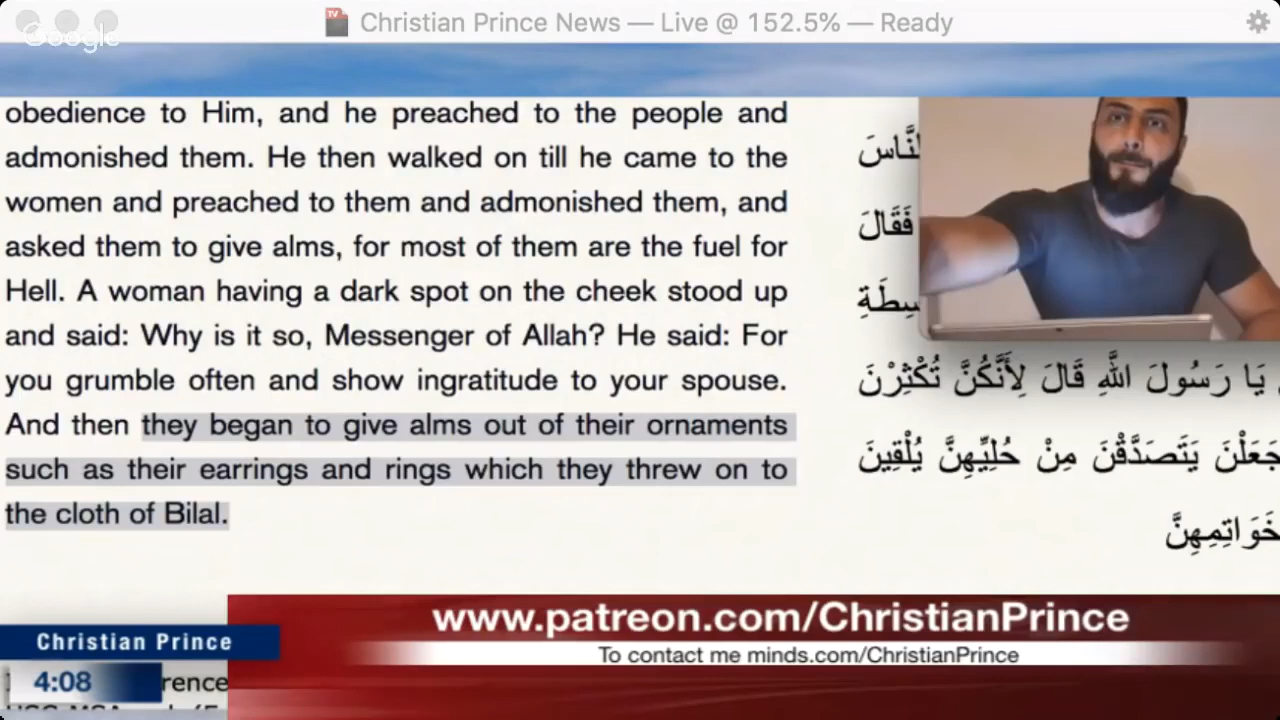 Christian Prince News — Live @ 152.5% — Ready
Google
obedience to Him, and he preached to the people and
admonished them. He then walked on till he came to the
women and preached to them and admonished them, and
asked them to give alms, for most of them are the fuel for
Hell. A woman having a dark spot on the cheek stood up
and said: Why is it so, Messenger of Allah? He said: For
you grumble often and show ingratitude to your spouse.
And then they began to give alms out of their ornaments
such as their earrings and rings which they threw on to
the cloth of Bilal.
فَقَالَ
يَا رَسُولَ اللَّهِ قَالَ لِأَنَّكُنَّ تُكْثِرْنَ
يَتَصَدَّقْنَ مِنْ حُلِيِّهِنَّ يُلْقِينَ
www.patreon.com/ChristianPrince
To contact me minds.com/ChristianPrince
Christian Prince
4:08